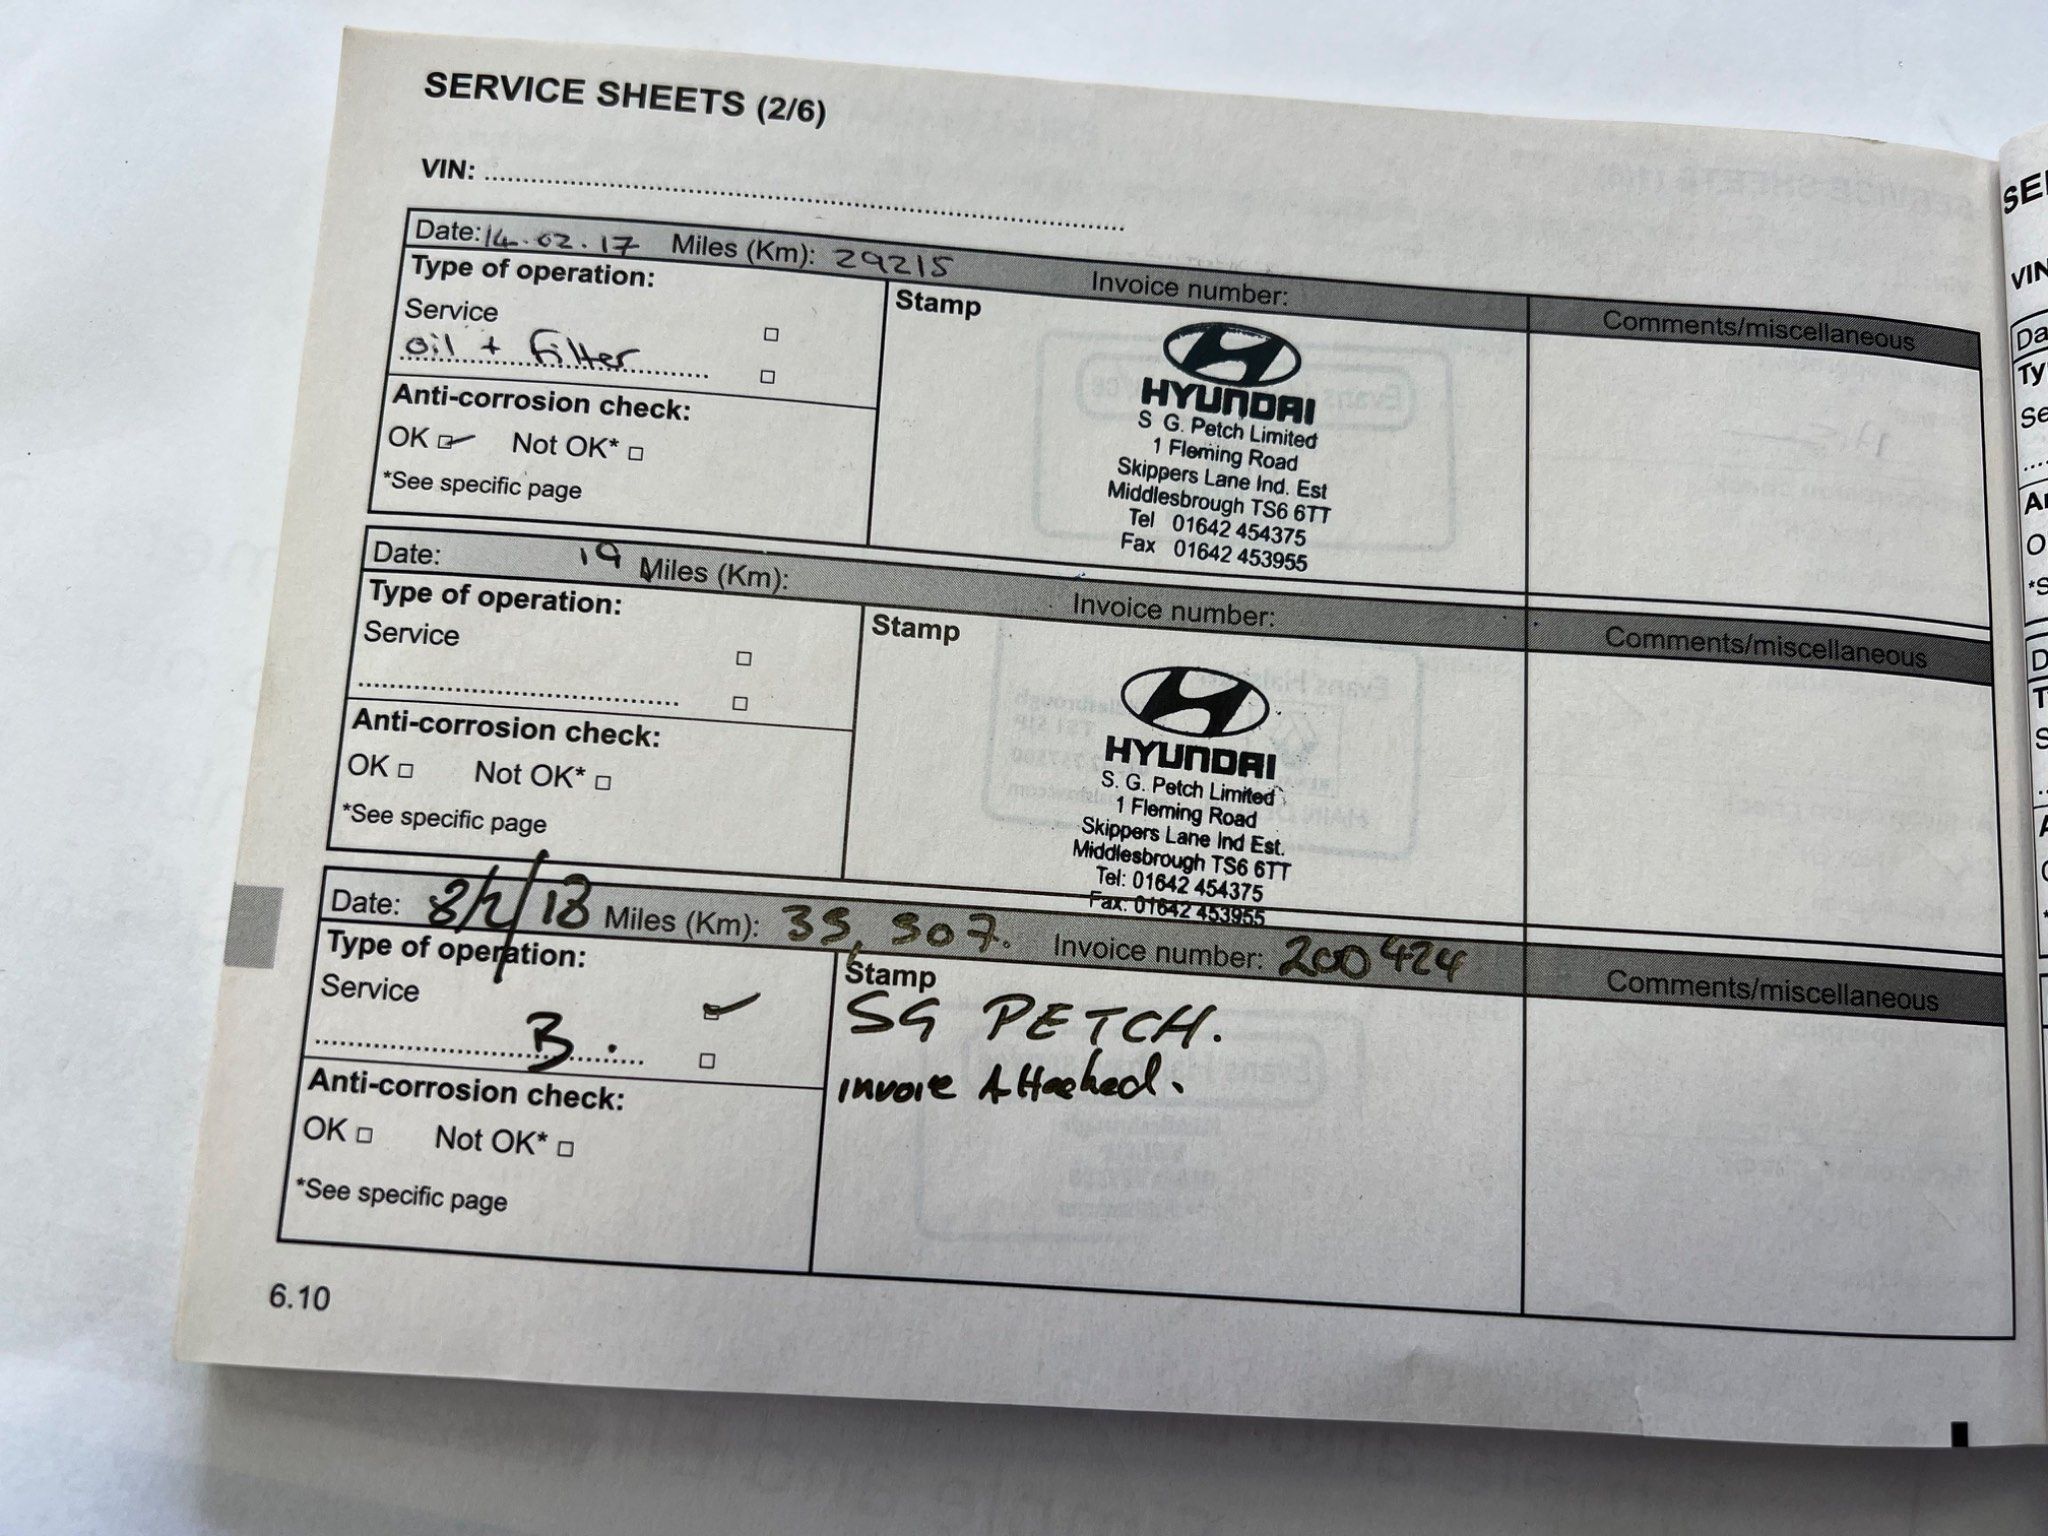 SERVICE SHEETS (2/6)
VIN:
Date: 14.02.17 Miles (Km): 29215 Invoice number:
Type of operation:
Service
oil + filter
Anti-corrosion check:
OK Not OK*
*See specific page
Stamp
HYUNDAI
S G. Petch Limited
1 Fleming Road
Skippers Lane Ind. Est
Middlesbrough TS6 6TT
Tel 01642 454375
Fax 01642 453955
Comments/miscellaneous
Date: 19 Miles (Km): Invoice number:
Type of operation:
Service
Anti-corrosion check:
OK Not OK*
*See specific page
Stamp
HYUNDAI
S. G. Petch Limited
1 Fleming Road
Skippers Lane Ind Est.
Middlesbrough TS6 6TT
Tel: 01642 454375
Fax: 01642 453955
Comments/miscellaneous
Date: 8/2/18 Miles (Km): Invoice number: 200424
Type of operation:
Service
B.
Anti-corrosion check:
OK Not OK*
*See specific page
Stamp
SG PETCH.
invoice Attached.
Comments/miscellaneous
6.10